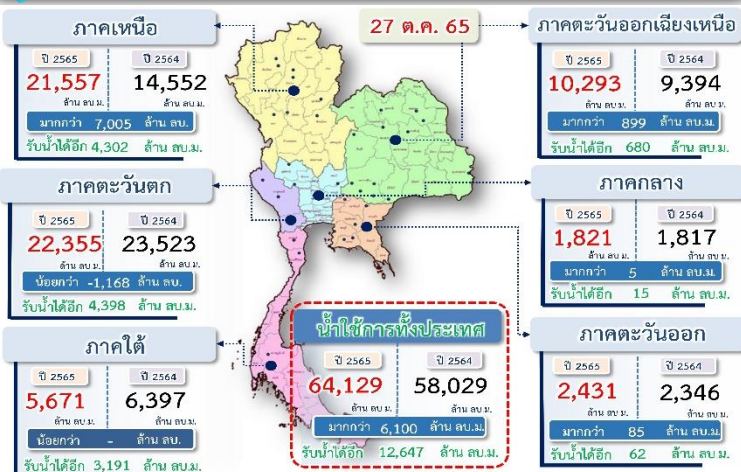 ภาคเหนือ
ปี 2565 ปี 2564
21,557 14,552
ล้าน ลบ.ม. ล้าน ลบ.ม.
มากกว่า 7,005 ล้าน ลบ.
รับน้ำได้อีก 4,302 ล้าน ลบ.ม.
27 ต.ค. 65
ภาคตะวันออกเฉียงเหนือ
ปี 2565 ปี 2564
10,293 9,394
ล้าน ลบ.ม. ล้าน ลบ.ม.
มากกว่า 899 ล้าน ลบ.ม.
รับน้ำได้อีก 680 ล้าน ลบ.ม.
ภาคตะวันตก
ปี 2565 ปี 2564
22,355 23,523
ล้าน ลบ.ม. ล้าน ลบ.ม.
น้อยกว่า -1,168 ล้าน ลบ.
รับน้ำได้อีก 4,398 ล้าน ลบ.ม.
ภาคกลาง
ปี 2565 ปี 2564
1,821 1,817
ล้าน ลบ.ม. ล้าน ลบ.ม.
มากกว่า 5 ล้าน ลบ.ม.
รับน้ำได้อีก 15 ล้าน ลบ.ม.
ภาคใต้
ปี 2565 ปี 2564
5,671 6,397
ล้าน ลบ.ม. ล้าน ลบ.ม.
น้อยกว่า - ล้าน ลบ.
รับน้ำได้อีก 3,191 ล้าน ลบ.ม.
น้ำใช้การทั้งประเทศ
ปี 2565 ปี 2564
64,129 58,029
ล้าน ลบ.ม. ล้าน ลบ.ม.
มากกว่า 6,100 ล้าน ลบ.ม.
รับน้ำได้อีก 12,647 ล้าน ลบ.ม.
ภาคตะวันออก
ปี 2565 ปี 2564
2,431 2,346
ล้าน ลบ.ม. ล้าน ลบ.ม.
มากกว่า 85 ล้าน ลบ.ม.
รับน้ำได้อีก 62 ล้าน ลบ.ม.